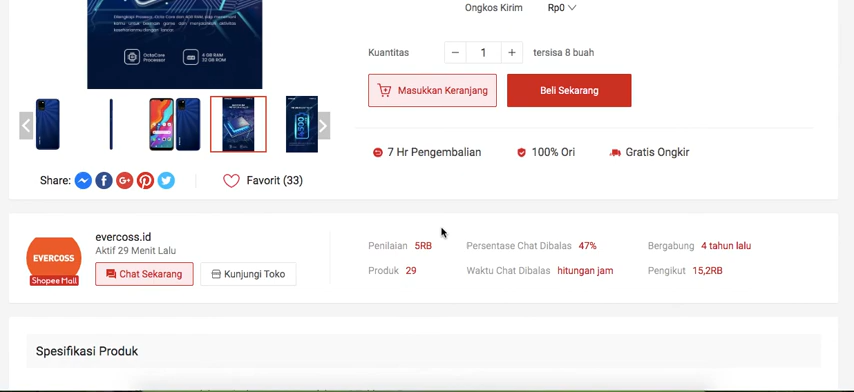 Ongkos Kirim Rp0
OctaCore
Processor
4 GB RAM
32 GB ROM
Kuantitas − 1 + tersisa 8 buah
Masukkan Keranjang Beli Sekarang
7 Hr Pengembalian 100% Ori Gratis Ongkir
Share: Favorit (33)
evercoss.id
Aktif 29 Menit Lalu
EVERCOSS
Shopee Mall
Chat Sekarang Kunjungi Toko
Penilaian 5RB Persentase Chat Dibalas 47% Bergabung 4 tahun lalu
Produk 29 Waktu Chat Dibalas hitungan jam Pengikut 15,2RB
Spesifikasi Produk